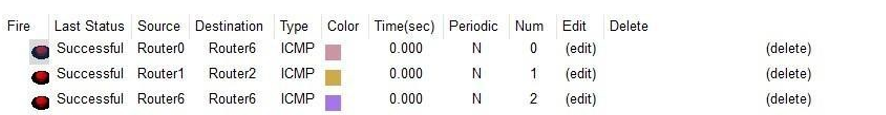 Fire Last Status Source Destination Type Color Time(sec) Periodic Num Edit Delete
Successful Router0 Router6 ICMP 0.000 N 0 (edit) (delete)
Successful Router1 Router2 ICMP 0.000 N 1 (edit) (delete)
Successful Router6 Router6 ICMP 0.000 N 2 (edit) (delete)